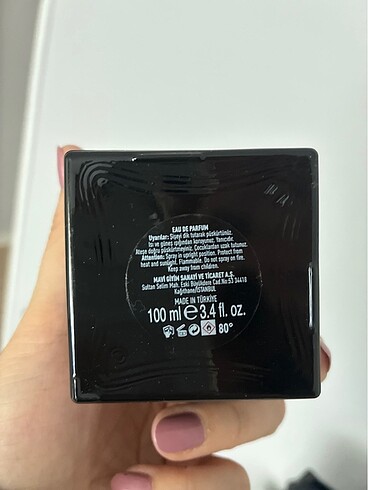 EAU DE PARFUM
Uyarılar: Şişeyi dik tutarak püskürtünüz.
Isı ve güneş ışığından koruyunuz. Yanıcıdır.
Ateşe doğru püskürtmeyiniz. Çocuklardan uzak tutunuz.
Attention: Spray in upright position. Protect from
heat and sunlight. Flammable. Do not spray on fire.
Keep away from children.
MAVİ GİYİM SANAYİ VE TİCARET A.Ş.
Sultan Selim Mah. Eski Büyükdere Cad.No:53 34418
Kağıthane/İSTANBUL
MADE IN TÜRKİYE
100 ml e 3.4 fl. oz.
80°